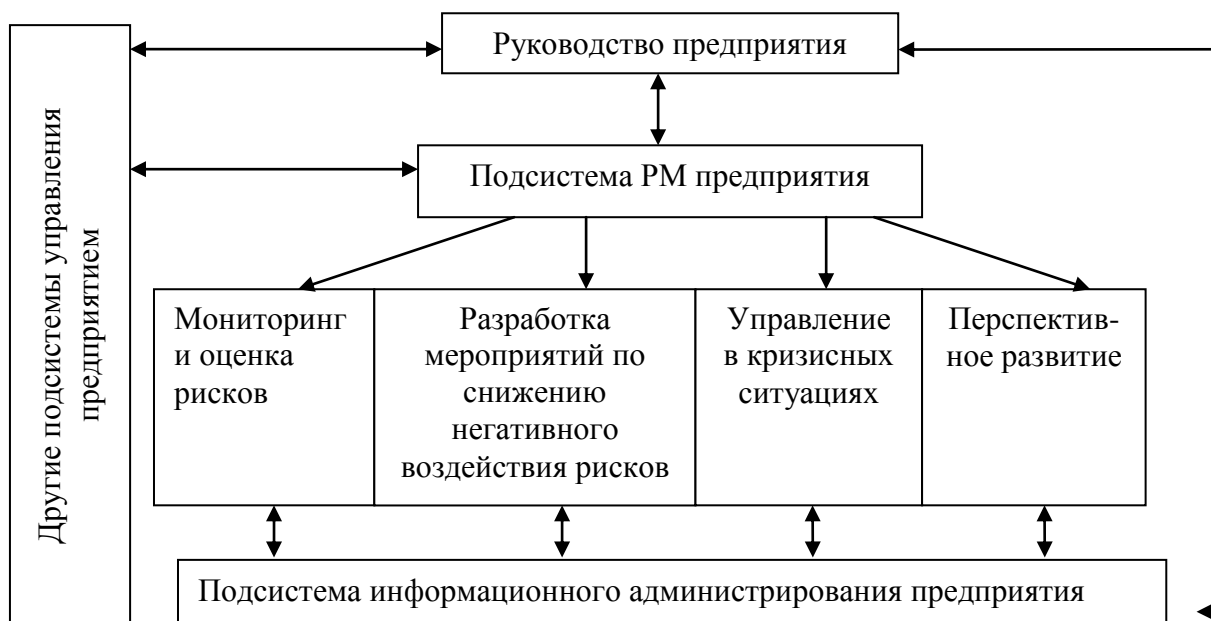 Руководство предприятия
Другие подсистемы управления
предприятием
Подсистема РМ предприятия
Мониторинг
и оценка
рисков
Разработка
мероприятий по
снижению
негативного
воздействия рисков
Управление
в кризисных
ситуациях
Перспектив-
ное развитие
Подсистема информационного администрирования предприятия